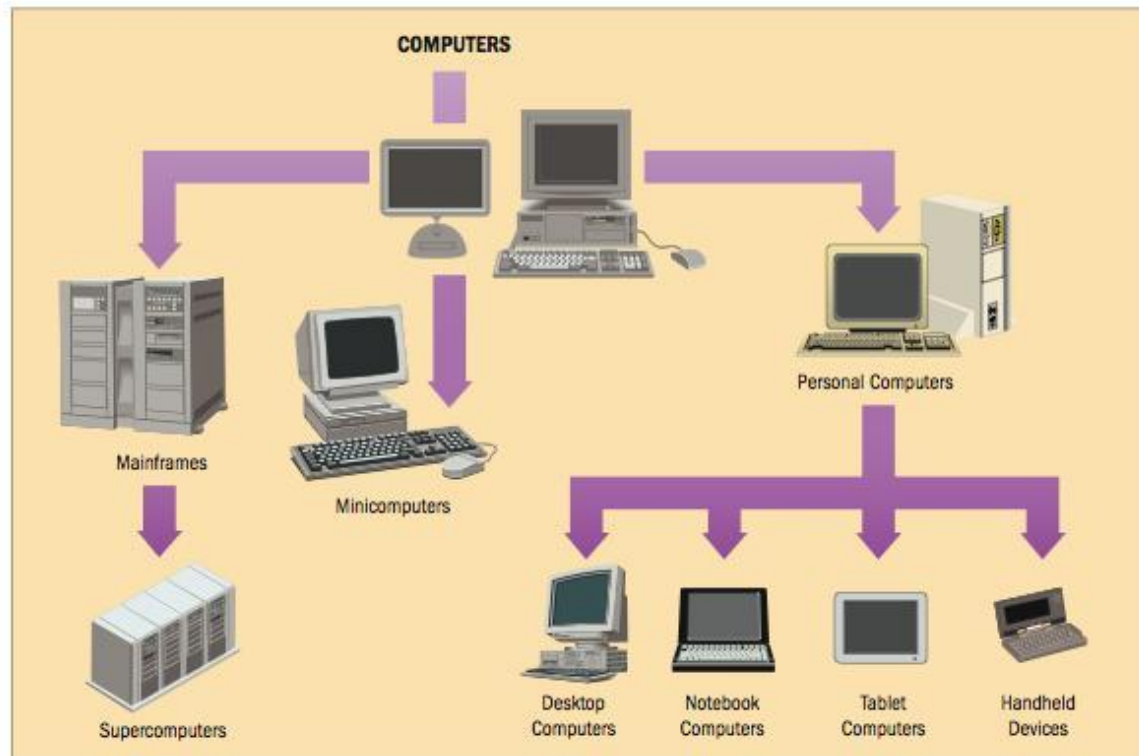 COMPUTERS
Personal Computers
Mainframes
Minicomputers
Supercomputers
Desktop
Computers
Notebook
Computers
Tablet
Computers
Handheld
Devices